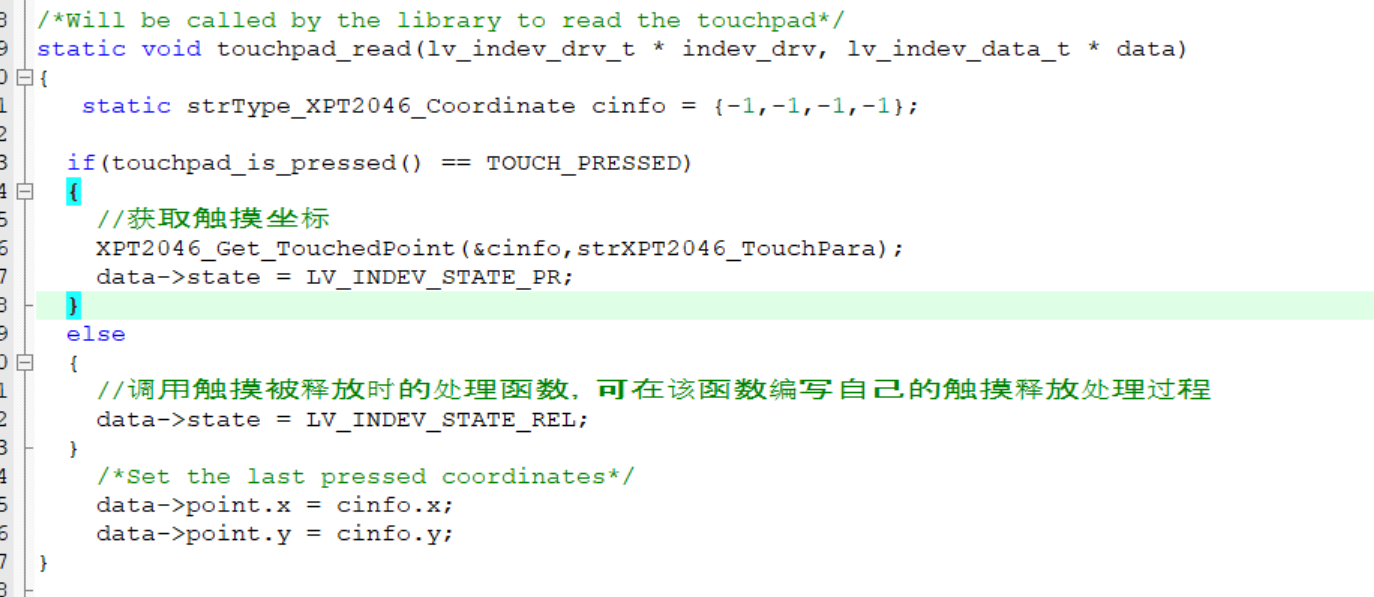 8 /*Will be called by the library to read the touchpad*/
9 static void touchpad_read(lv_indev_drv_t * indev_drv, lv_indev_data_t * data)
0 {
1 static strType_XPT2046_Coordinate cinfo = {-1,-1,-1,-1};
2
3 if(touchpad_is_pressed() == TOUCH_PRESSED)
4 {
5 //获取触摸坐标
6 XPT2046_Get_TouchedPoint(&cinfo,strXPT2046_TouchPara);
7 data->state = LV_INDEV_STATE_PR;
8 }
9 else
0 {
1 //调用触摸被释放时的处理函数，可在该函数编写自己的触摸释放处理过程
2 data->state = LV_INDEV_STATE_REL;
3 }
4 /*Set the last pressed coordinates*/
5 data->point.x = cinfo.x;
6 data->point.y = cinfo.y;
7 }
8